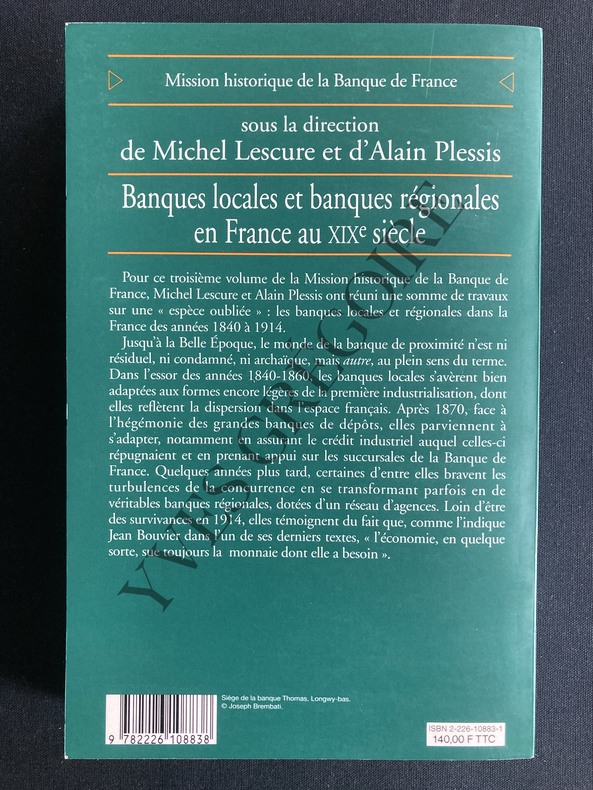 Mission historique de la Banque de France
sous la direction
de Michel Lescure et d'Alain Plessis
Banques locales et banques régionales
en France au XIXe siècle
Pour ce troisième volume de la Mission historique de la Banque de
France, Michel Lescure et Alain Plessis ont réuni une somme de travaux
sur une « espèce oubliée » : les banques locales et régionales dans la
France des années 1840 à 1914.
Jusqu'à la Belle Époque, le monde de la banque de proximité n'est ni
résiduel, ni condamné, ni archaïque, mais autre, au plein sens du terme.
Dans l'essor des années 1840-1860, les banques locales s'avèrent bien
adaptées aux formes encore légères de la première industrialisation, dont
elles reflètent la dispersion dans l'espace français. Après 1870, face à
l'hégémonie des grandes banques de dépôts, elles parviennent à
s'adapter, notamment en assurant le crédit industriel auquel celles-ci
répugnaient et en prenant appui sur les succursales de la Banque de
France. Quelques années plus tard, certaines d'entre elles bravent les
turbulences de la concurrence en se transformant parfois en de
véritables banques régionales, dotées d'un réseau d'agences. Loin d'être
des survivances en 1914, elles témoignent du fait que, comme l'indique
Jean Bouvier dans l'un de ses derniers textes, « l'économie, en quelque
sorte, sue toujours la monnaie dont elle a besoin ».
YVES GRÉGOIRE
Siège de la banque Thomas, Longwy-bas.
© Joseph Brembati.
9 782226 108838
ISBN 2-226-10883-1
140,00 F TTC